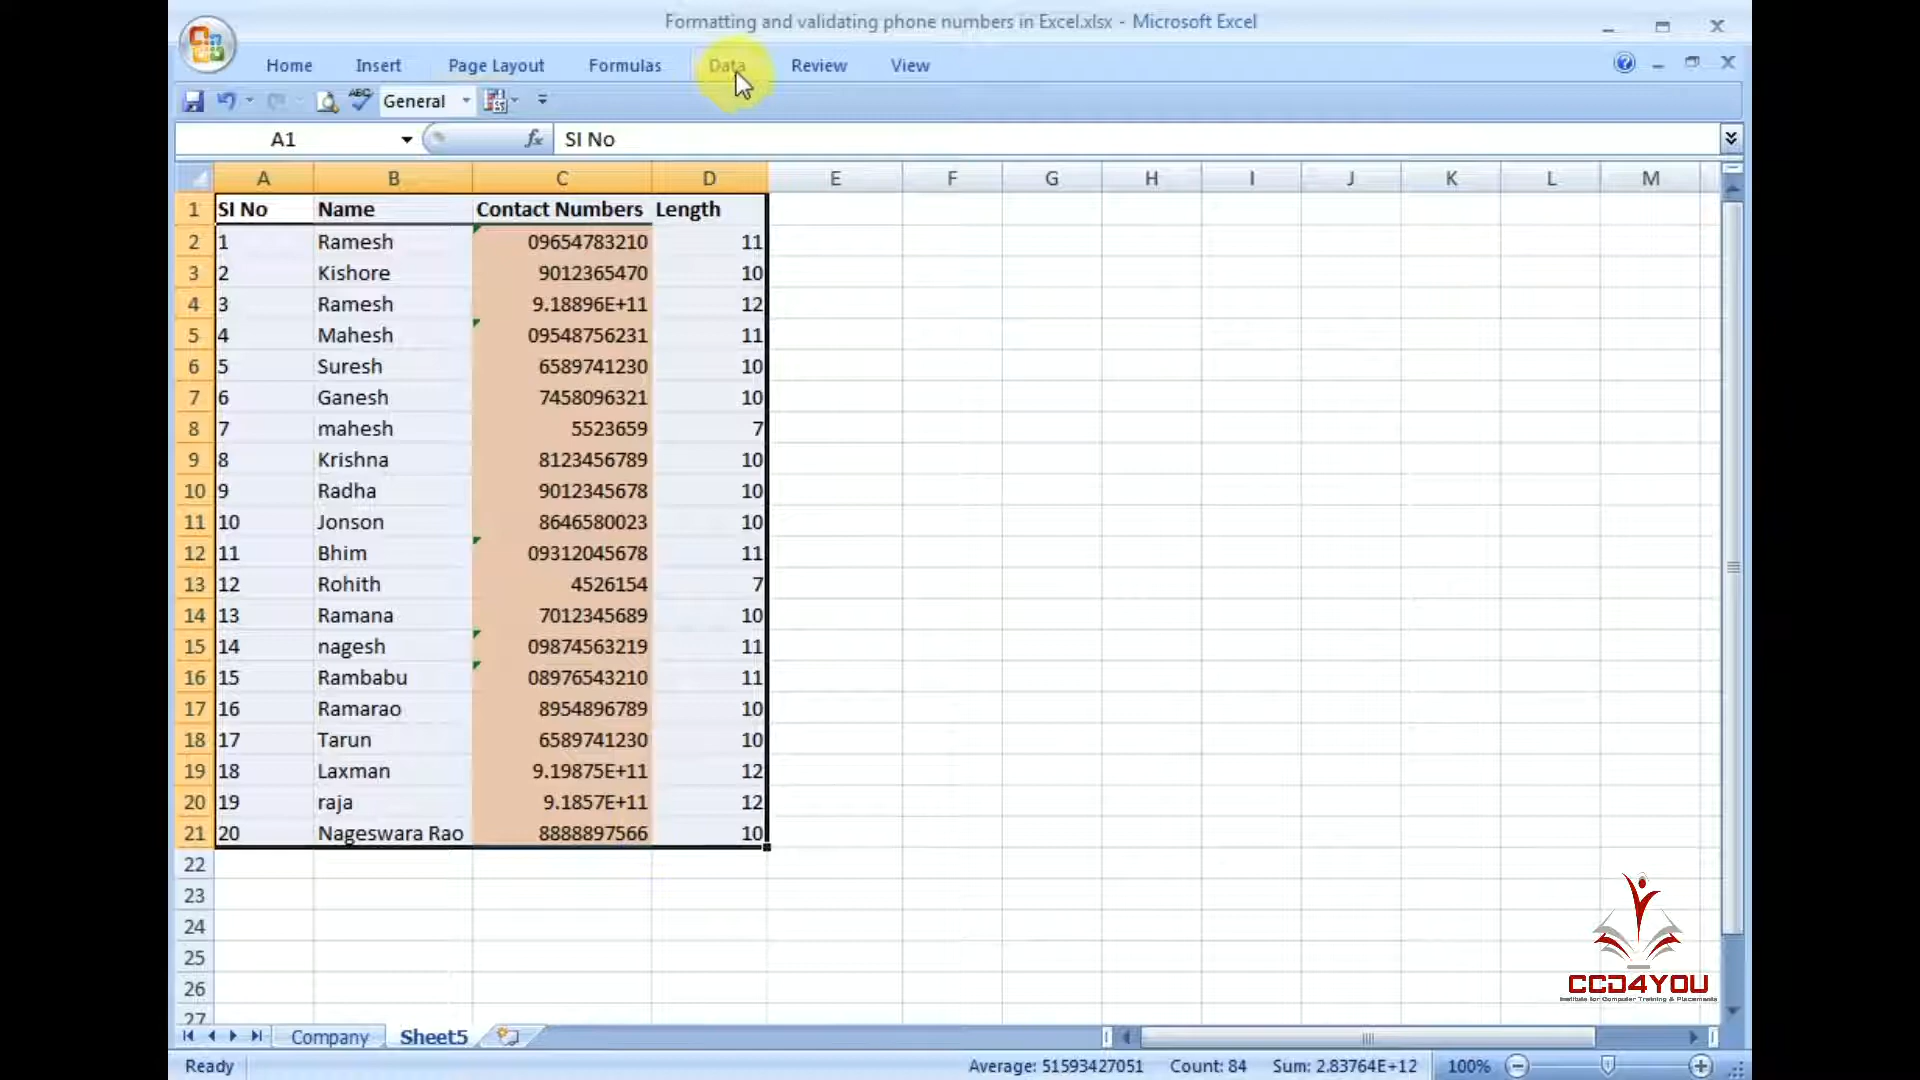 Formatting and validating phone numbers in Excel.xlsx - Microsoft Excel
Home Insert Page Layout Formulas Data Review View
ABC General
A1 fx SI No
A B C D E F G H I J K L M
1 SI No Name Contact Numbers Length
2 1 Ramesh 09654783210 11
3 2 Kishore 9012365470 10
4 3 Ramesh 9.18896E+11 12
5 4 Mahesh 09548756231 11
6 5 Suresh 6589741230 10
7 6 Ganesh 7458096321 10
8 7 mahesh 5523659 7
9 8 Krishna 8123456789 10
10 9 Radha 9012345678 10
11 10 Jonson 8646580023 10
12 11 Bhim 09312045678 11
13 12 Rohith 4526154 7
14 13 Ramana 7012345689 10
15 14 nagesh 09874563219 11
16 15 Rambabu 08976543210 11
17 16 Ramarao 8954896789 10
18 17 Tarun 6589741230 10
19 18 Laxman 9.19875E+11 12
20 19 raja 9.1857E+11 12
21 20 Nageswara Rao 8888897566 10
22
23
24
25
26
27
CCD4YOU
Institute for Computer Training & Placements
Company Sheet5
Ready Average: 51593427051 Count: 84 Sum: 2.83764E+12 100%